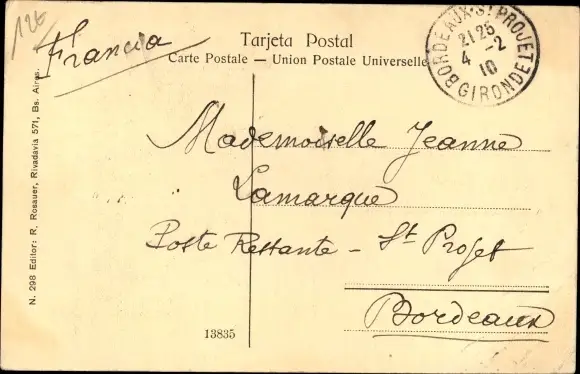 12€
Francia
Tarjeta Postal
Carte Postale — Union Postale Universelle
BORDEAUX-ST PROJET
21 25
4 -2
10
GIRONDE
Mademoiselle Jeanne
Lamarque
Poste Restante - St Projet
Bordeaux
13835
N. 298 Editor: R. Rosauer, Rivadavia 571, Bs. Aires.